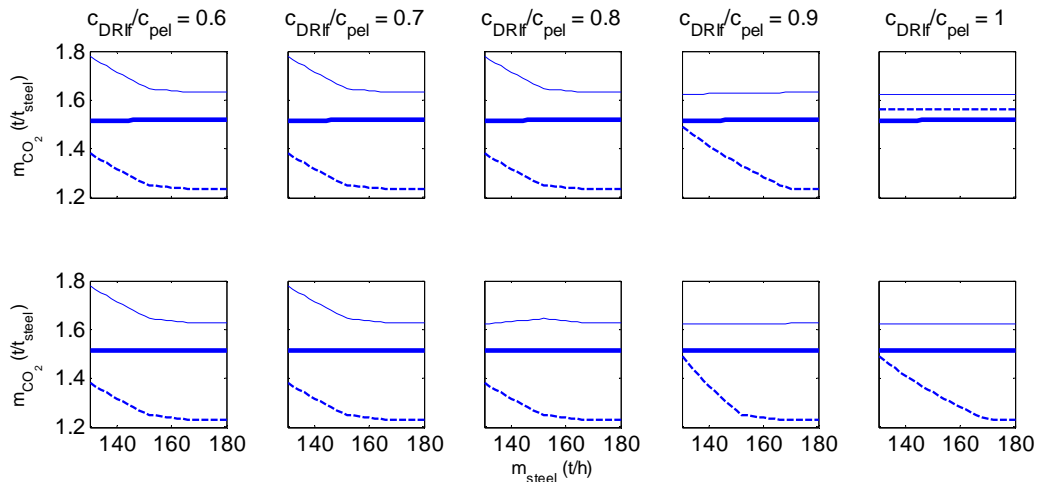 c_DRIf/c_pel = 0.6 c_DRIf/c_pel = 0.7 c_DRIf/c_pel = 0.8 c_DRIf/c_pel = 0.9 c_DRIf/c_pel = 1
1.8
1.6
1.4
1.2
m_CO_2 (t/t_steel)
1.8
1.6
1.4
1.2
m_CO_2 (t/t_steel)
140 160 180 140 160 180 140 160 180 140 160 180 140 160 180
m_steel (t/h)